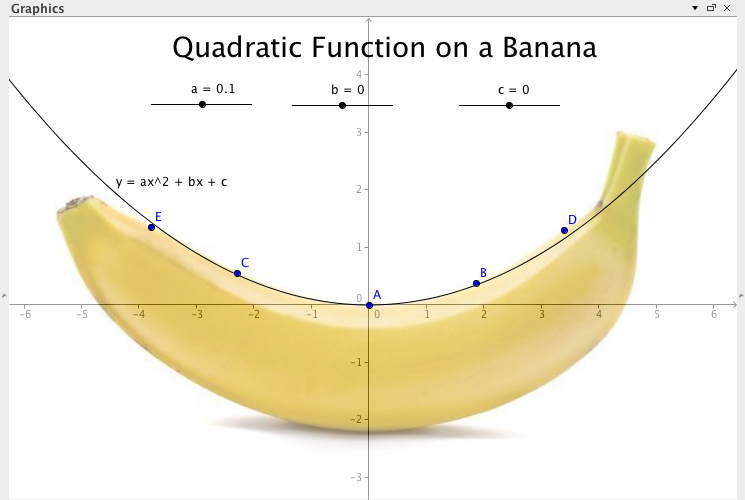 Graphics
Quadratic Function on a Banana
a = 0.1
b = 0
c = 0
y = ax^2 + bx + c
E
C
A
B
D
4
3
2
1
0
-1
-2
-3
-6 -5 -4 -3 -2 -1 0 1 2 3 4 5 6